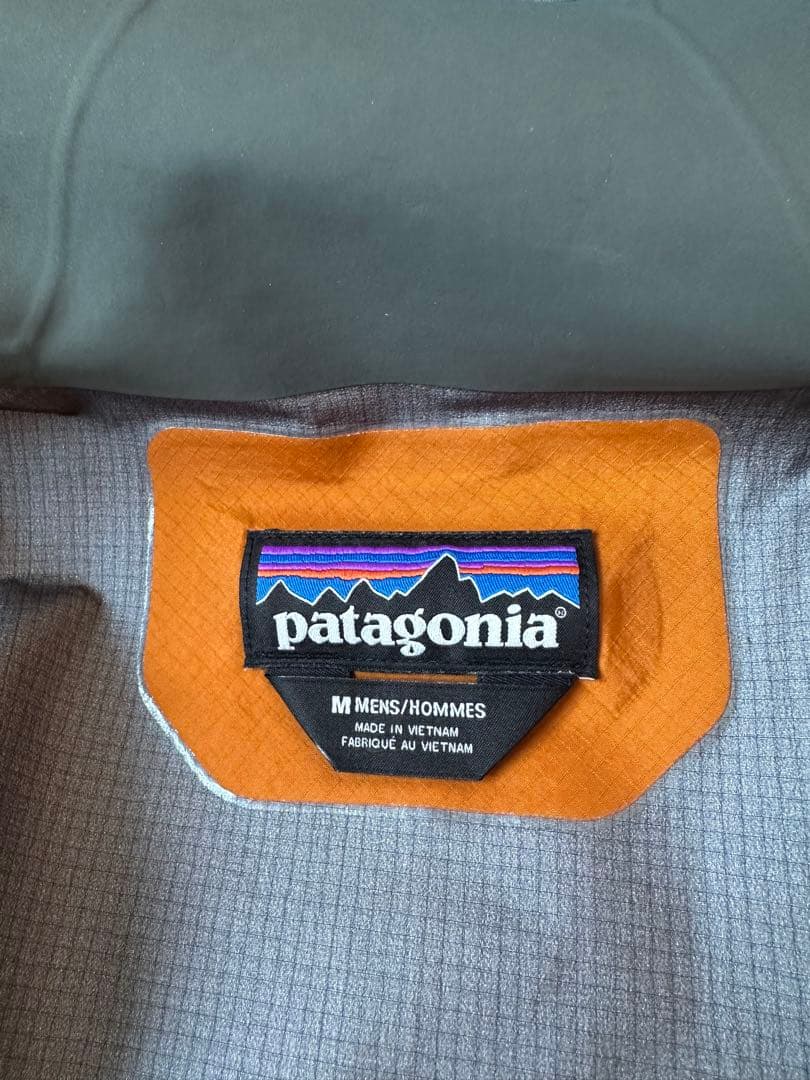 patagonia®
M MENS/HOMMES
MADE IN VIETNAM
FABRIQUÉ AU VIETNAM